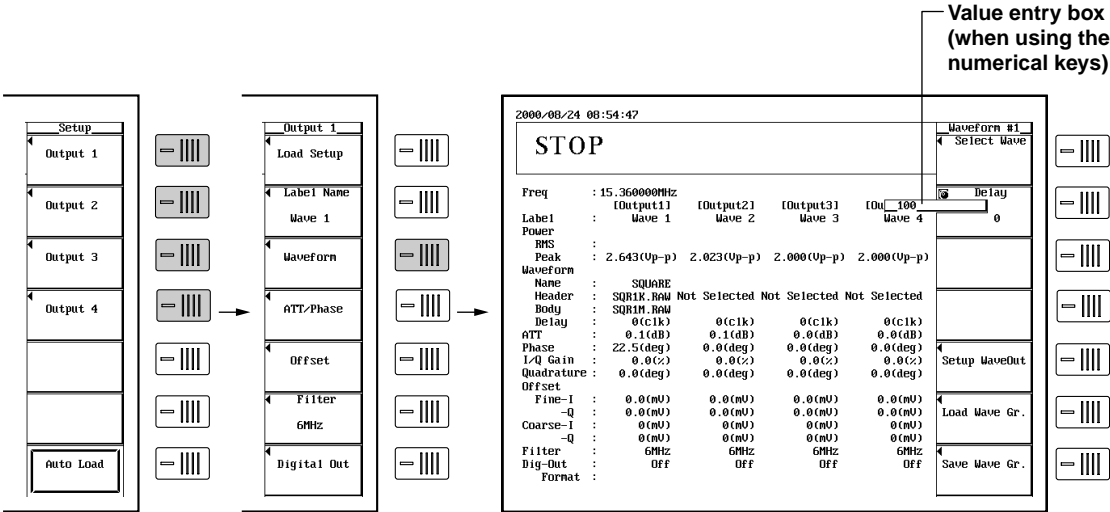 Value entry box
(when using the
numerical keys)
Setup
Output 1
Output 2
Output 3
Output 4
Auto Load
Output 1
Load Setup
Label Name
Wave 1
Waveform
ATT/Phase
Offset
Filter
6MHz
Digital Out
2000/08/24 08:54:47
STOP
Freq : 15.360000MHz
[Output1] [Output2] [Output3] [Ou 100
Label : Wave 1 Wave 2 Wave 3 Wave 4
Power
RMS :
Peak : 2.643(Vp-p) 2.023(Vp-p) 2.000(Vp-p) 2.000(Vp-p)
Waveform
Name : SQUARE
Header : SQR1K.RAW Not Selected Not Selected Not Selected
Body : SQR1M.RAW
Delay : 0(clk) 0(clk) 0(clk) 0(clk)
ATT : 0.1(dB) 0.1(dB) 0.0(dB) 0.0(dB)
Phase : 22.5(deg) 0.0(deg) 0.0(deg) 0.0(deg)
I/Q Gain : 0.0(%) 0.0(%) 0.0(%) 0.0(%)
Quadrature : 0.0(deg) 0.0(deg) 0.0(deg) 0.0(deg)
Offset
Fine-I : 0.0(mV) 0.0(mV) 0.0(mV) 0.0(mV)
-Q : 0.0(mV) 0.0(mV) 0.0(mV) 0.0(mV)
Coarse-I : 0(mV) 0(mV) 0(mV) 0(mV)
-Q : 0(mV) 0(mV) 0(mV) 0(mV)
Filter : 6MHz 6MHz 6MHz 6MHz
Dig-Out : Off Off Off Off
Format :
Waveform #1
Select Wave
Delay
0
Setup WaveOut
Load Wave Gr.
Save Wave Gr.